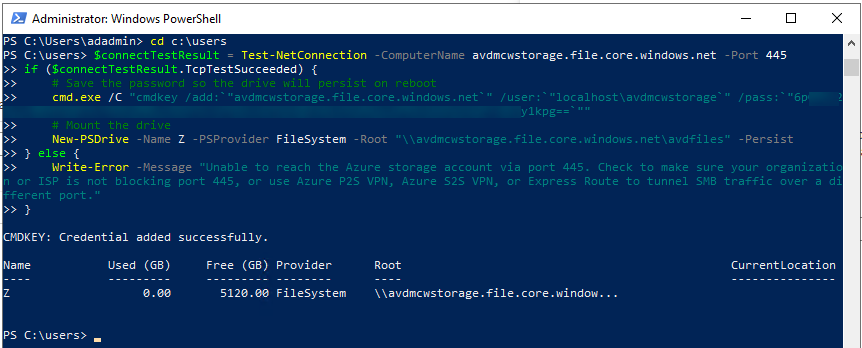 Administrator: Windows PowerShell
PS C:\Users\adadmin> cd c:\users
PS C:\users> $connectTestResult = Test-NetConnection -ComputerName avdmcwstorage.file.core.windows.net -Port 445
>> if ($connectTestResult.TcpTestSucceeded) {
>>     # Save the password so the drive will persist on reboot
>>     cmd.exe /C "cmdkey /add:`"avdmcwstorage.file.core.windows.net`" /user:`"localhost\avdmcwstorage`" /pass:`"
`""
>>     # Mount the drive
>>     New-PSDrive -Name Z -PSProvider FileSystem -Root "\\avdmcwstorage.file.core.windows.net\avdfiles" -Persist
>> } else {
>>     Write-Error -Message "Unable to reach the Azure storage account via port 445. Check to make sure your organizatio
n or ISP is not blocking port 445, or use Azure P2S VPN, Azure S2S VPN, or Express Route to tunnel SMB traffic over a di
fferent port."
>> }
CMDKEY: Credential added successfully.
Name           Used (GB)     Free (GB) Provider      Root                                               CurrentLocation
----           ---------     --------- --------      ----                                               ---------------
Z                   0.00       5120.00 FileSystem    \\avdmcwstorage.file.core.window...
PS C:\users>